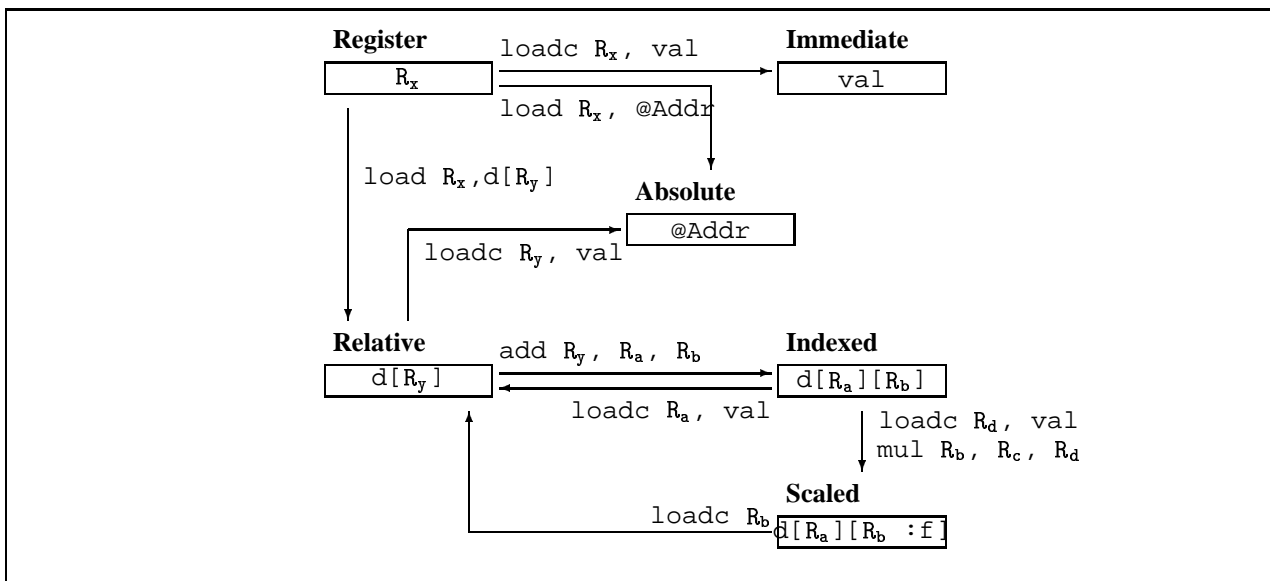 Register
loadc Rx, val
Immediate
Rx
val
load Rx, @Addr
load Rx,d[Ry]
Absolute
@Addr
loadc Ry, val
Relative
add Ry, Ra, Rb
Indexed
d[Ry]
d[Ra][Rb]
loadc Ra, val
loadc Rd, val
mul Rb, Rc, Rd
Scaled
loadc Rb
d[Ra][Rb :f]